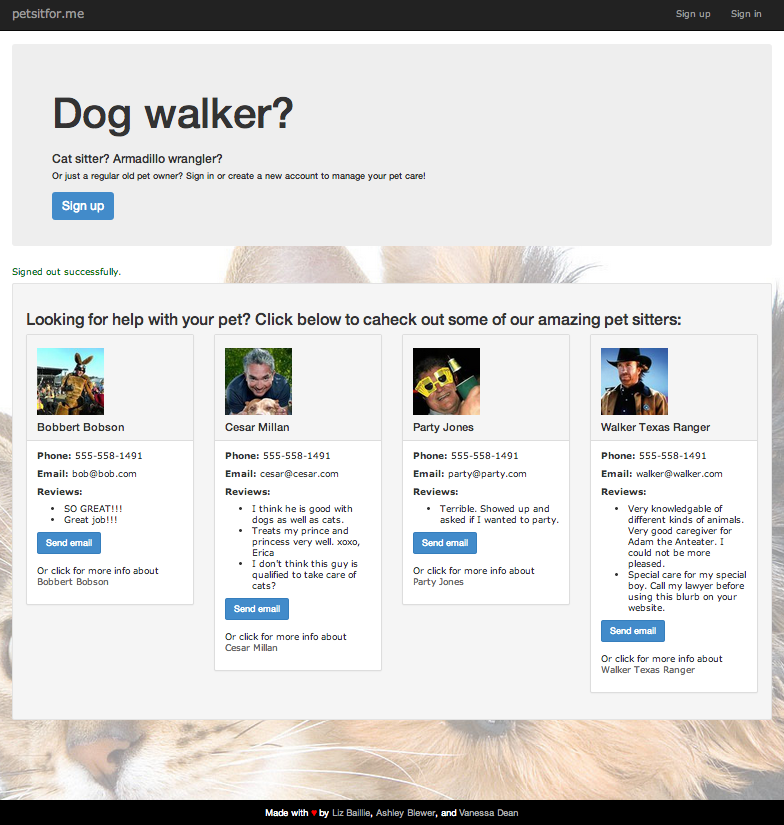 petsitfor.me Sign up Sign in
Dog walker?
Cat sitter? Armadillo wrangler?
Or just a regular old pet owner? Sign in or create a new account to manage your pet care!
Sign up
Signed out successfully.
Looking for help with your pet? Click below to caheck out some of our amazing pet sitters:
Bobbert Bobson
Phone: 555-558-1491
Email: bob@bob.com
Reviews:
SO GREAT!!!
Great job!!!
Send email
Or click for more info about
Bobbert Bobson
Cesar Millan
Phone: 555-558-1491
Email: cesar@cesar.com
Reviews:
I think he is good with
dogs as well as cats.
Treats my prince and
princess very well. xoxo,
Erica
I don't think this guy is
qualified to take care of
cats?
Send email
Or click for more info about
Cesar Millan
Party Jones
Phone: 555-558-1491
Email: party@party.com
Reviews:
Terrible. Showed up and
asked if I wanted to party.
Send email
Or click for more info about
Party Jones
Walker Texas Ranger
Phone: 555-558-1491
Email: walker@walker.com
Reviews:
Very knowledgable of
different kinds of animals.
Very good caregiver for
Adam the Anteater. I
could not be more
pleased.
Special care for my special
boy. Call my lawyer before
using this blurb on your
website.
Send email
Or click for more info about
Walker Texas Ranger
Made with ♥ by Liz Baillie, Ashley Blewer, and Vanessa Dean